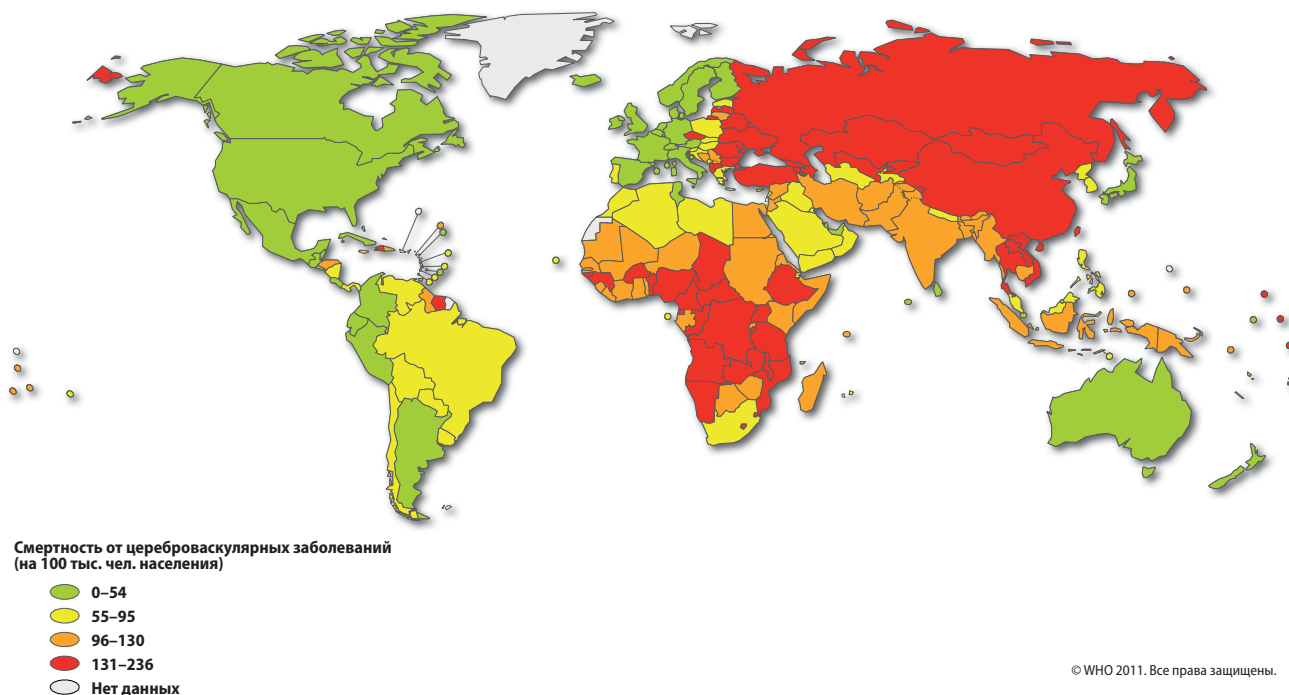 Смертность от цереброваскулярных заболеваний
(на 100 тыс. чел. населения)
0–54
55–95
96–130
131–236
Нет данных
© WHO 2011. Все права защищены.